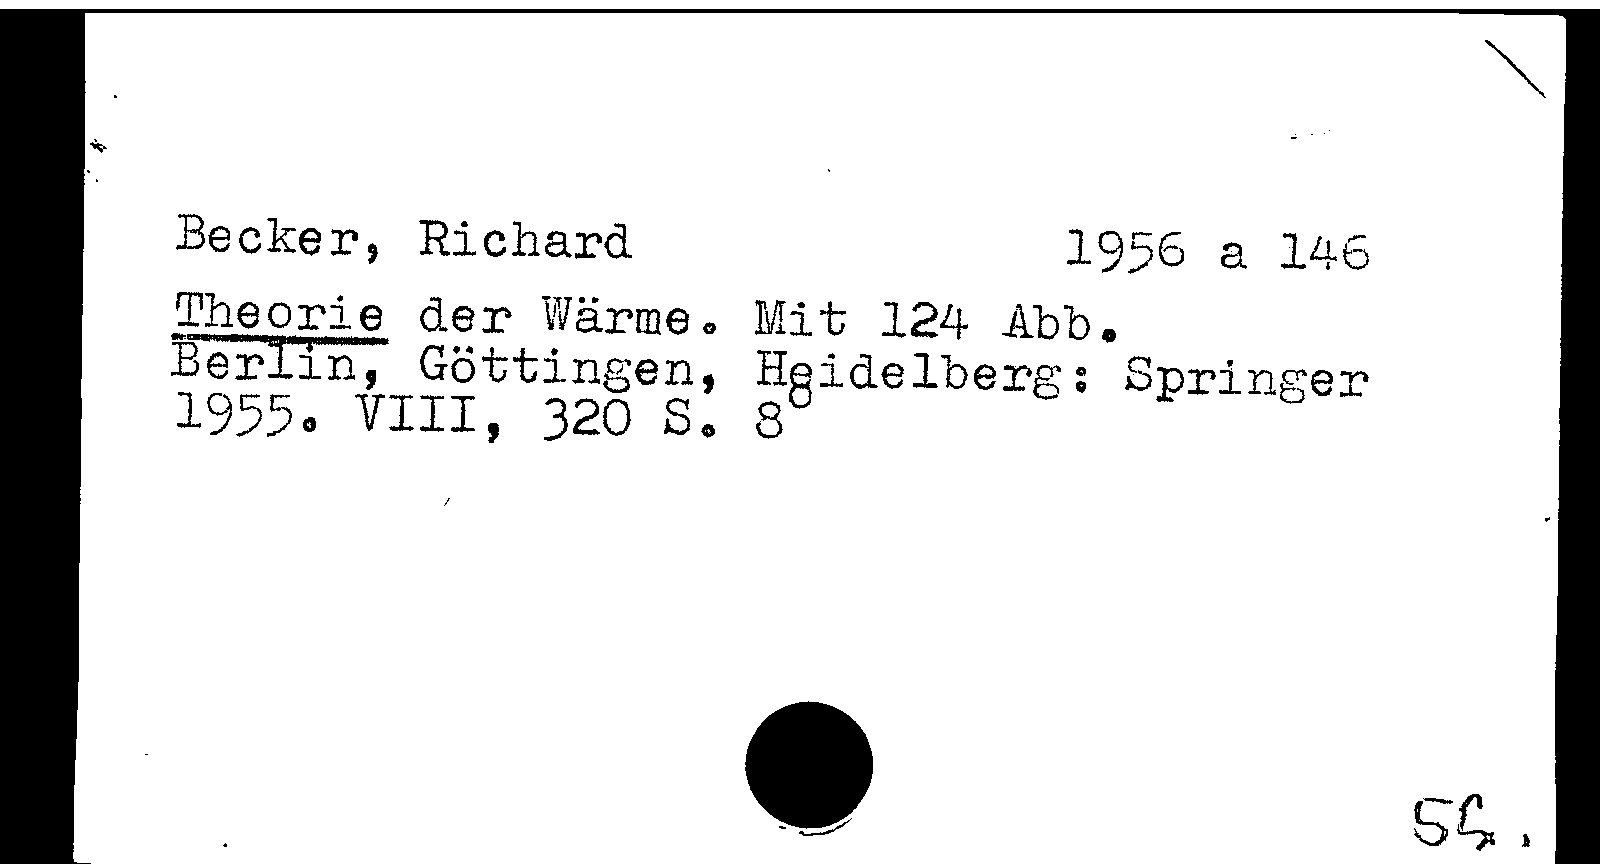 Becker, Richard 1956 a 146
Theorie der Wärme. Mit 124 Abb.
Berlin, Göttingen, Heidelberg: Springer
1955. VIII, 320 S. 8°